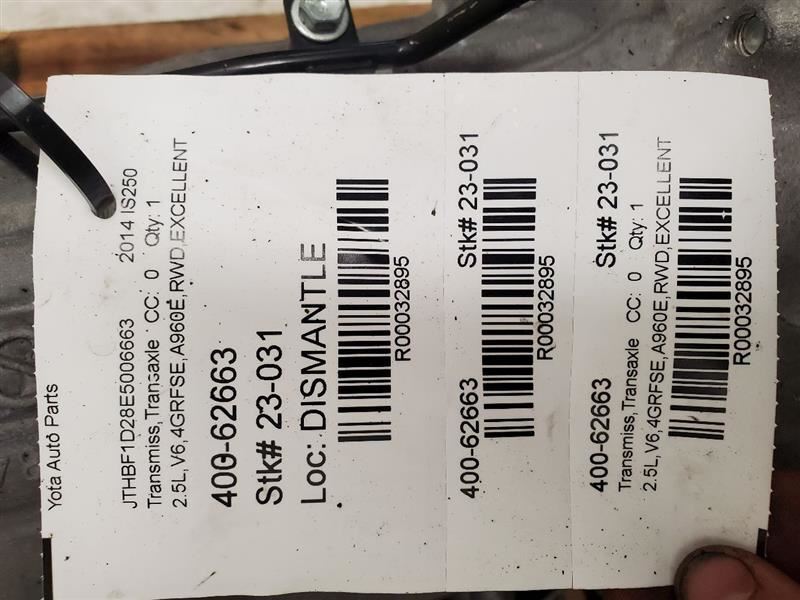 Yota Auto Parts
JTHBF1D28E5006663 2014 IS250
Transmiss,Transaxle CC: 0 Qty: 1
2.5L,V6,4GRFSE,A960E,RWD,EXCELLENT
400-62663
Stk# 23-031
Loc: DISMANTLE
R00032895
400-62663 Stk# 23-031
R00032895
400-62663 Stk# 23-031
Transmiss,Transaxle CC: 0 Qty: 1
2.5L,V6,4GRFSE,A960E,RWD,EXCELLENT
R00032895